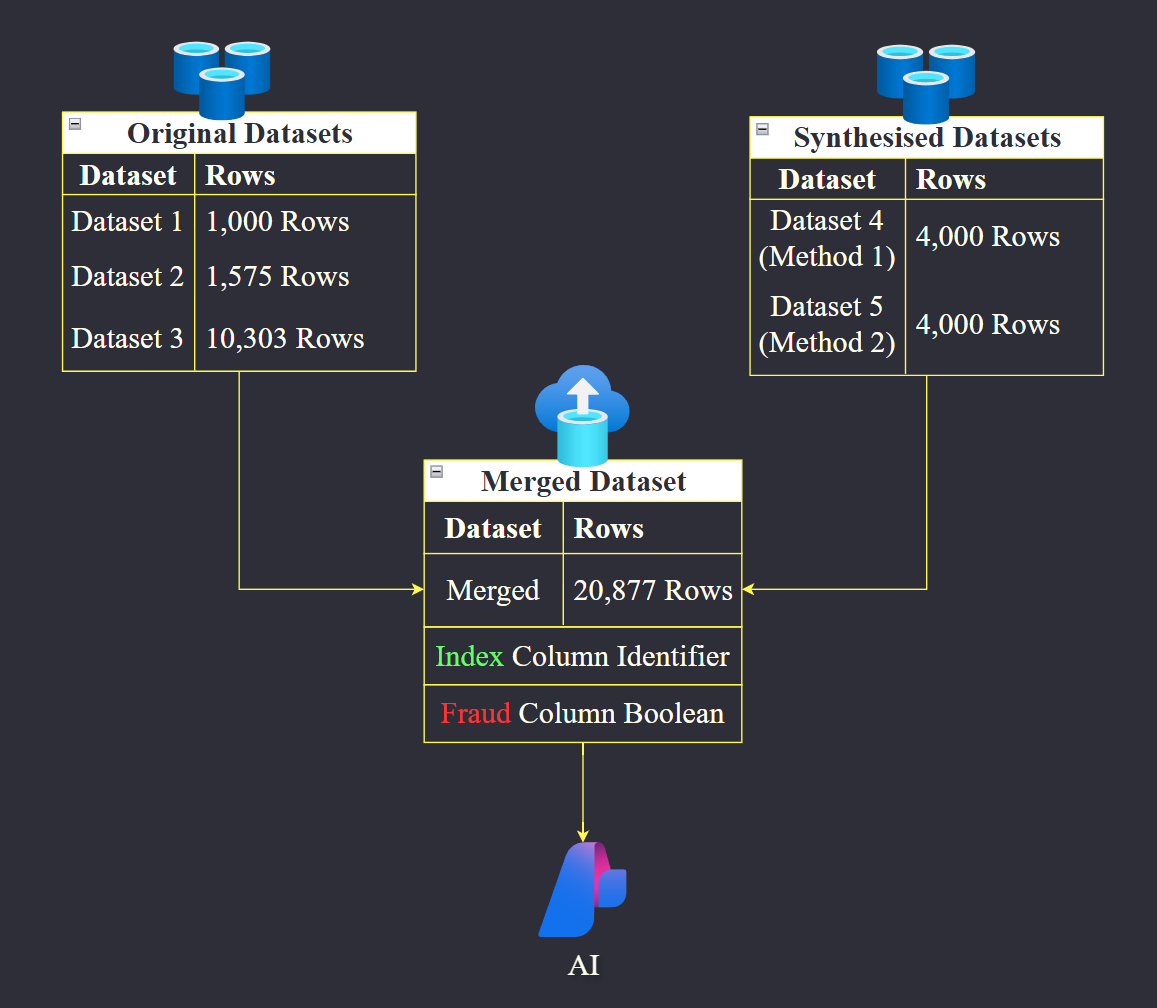 Original Datasets
Dataset Rows
Dataset 1 1,000 Rows
Dataset 2 1,575 Rows
Dataset 3 10,303 Rows
Synthesised Datasets
Dataset Rows
Dataset 4
(Method 1)
4,000 Rows
Dataset 5
(Method 2)
4,000 Rows
Merged Dataset
Dataset Rows
Merged 20,877 Rows
Index Column Identifier
Fraud Column Boolean
AI